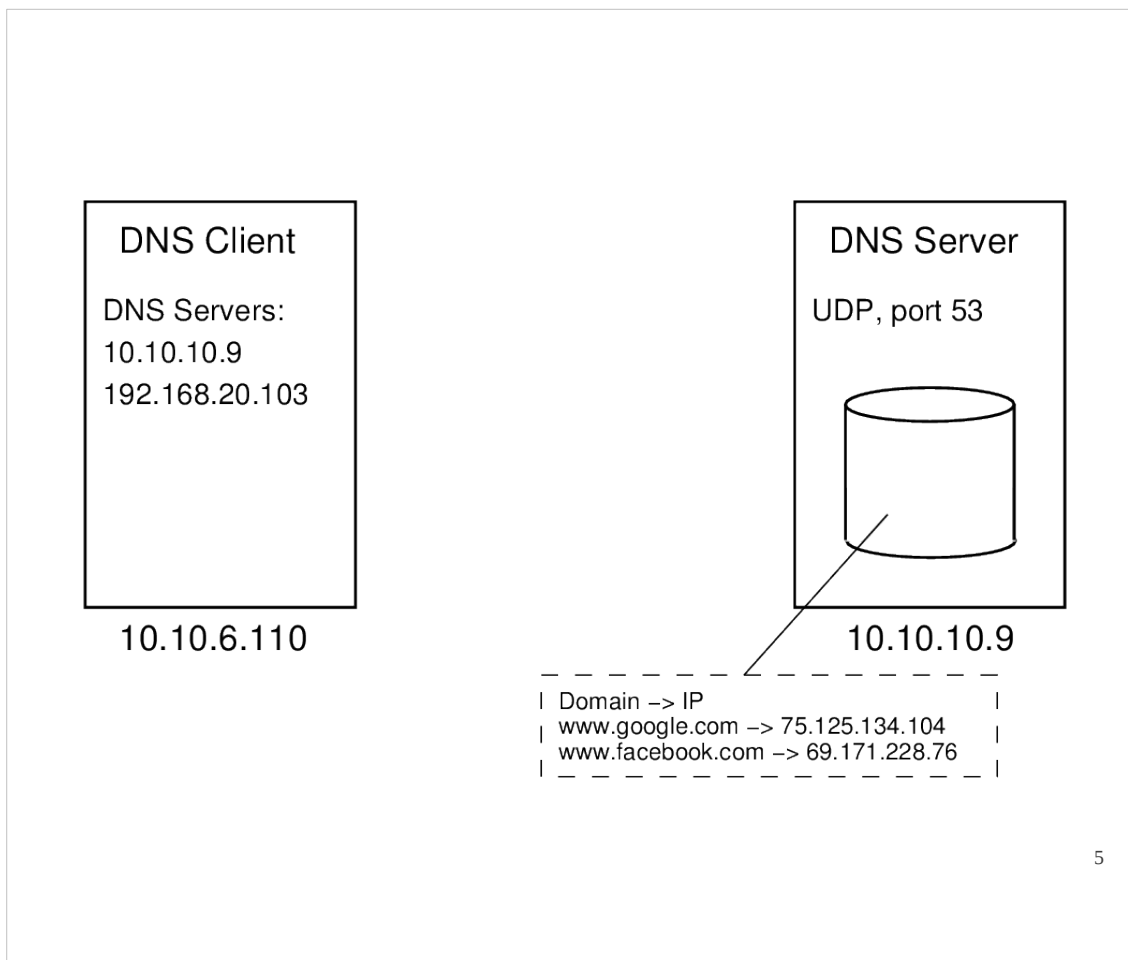 DNS Client
DNS Servers:
10.10.10.9
192.168.20.103
10.10.6.110
DNS Server
UDP, port 53
10.10.10.9
Domain −> IP
www.google.com −> 75.125.134.104
www.facebook.com −> 69.171.228.76
5